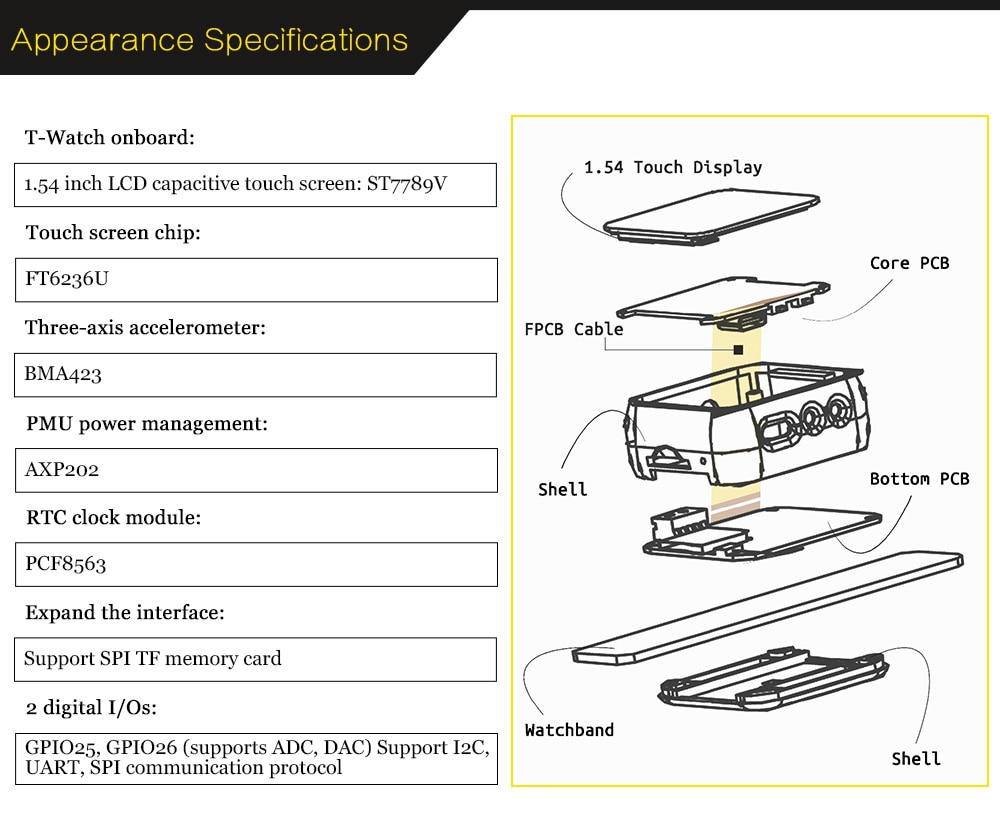 Appearance Specifications
T-Watch onboard:
1.54 inch LCD capacitive touch screen: ST7789V
Touch screen chip:
FT6236U
Three-axis accelerometer:
BMA423
PMU power management:
AXP202
RTC clock module:
PCF8563
Expand the interface:
Support SPI TF memory card
2 digital I/Os:
GPIO25, GPIO26 (supports ADC, DAC) Support I2C,
UART, SPI communication protocol
1.54 Touch Display
Core PCB
FPCB Cable
Shell
Bottom PCB
Watchband
Shell